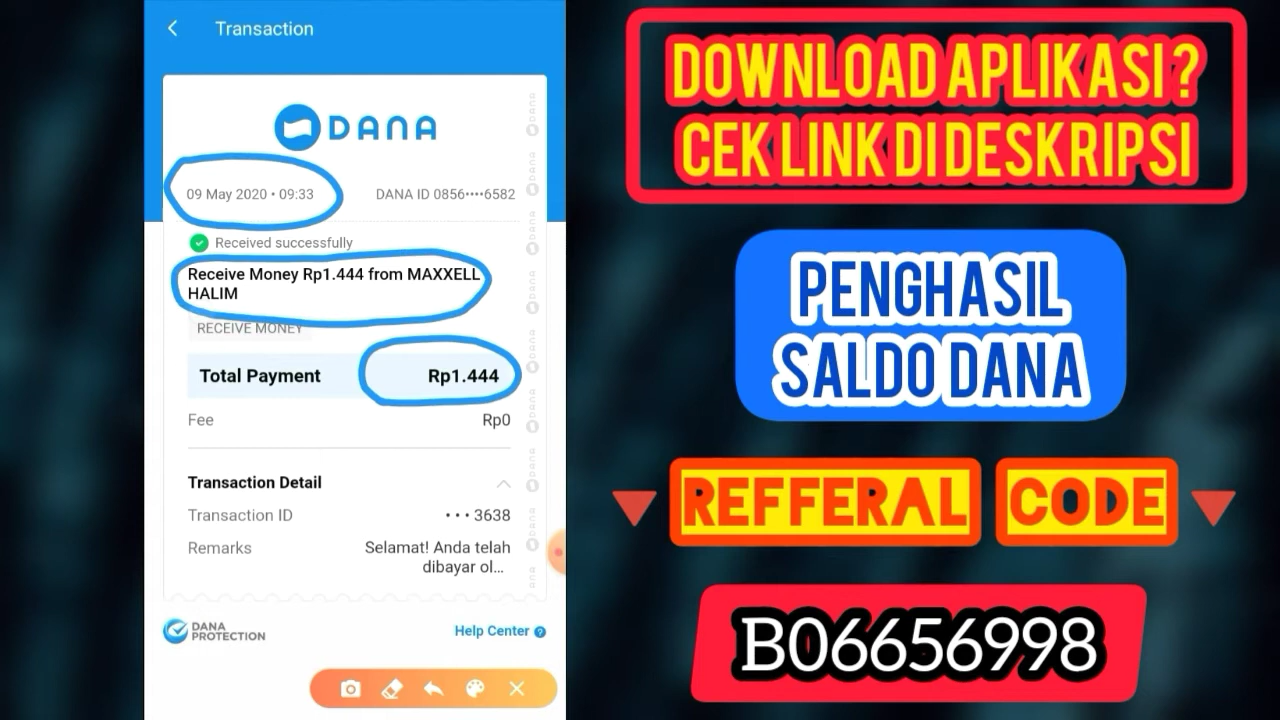 Transaction
DANA
09 May 2020 • 09:33
DANA ID 0856••••6582
Received successfully
Receive Money Rp1.444 from MAXXELL
HALIM
RECEIVE MONEY
Total Payment
Rp1.444
Fee
Rp0
Transaction Detail
Transaction ID
••• 3638
Remarks
Selamat! Anda telah
dibayar ol...
DANA
PROTECTION
Help Center ?
DOWNLOAD APLIKASI ?
CEK LINK DI DESKRIPSI
PENGHASIL
SALDO DANA
REFFERAL CODE
B06656998